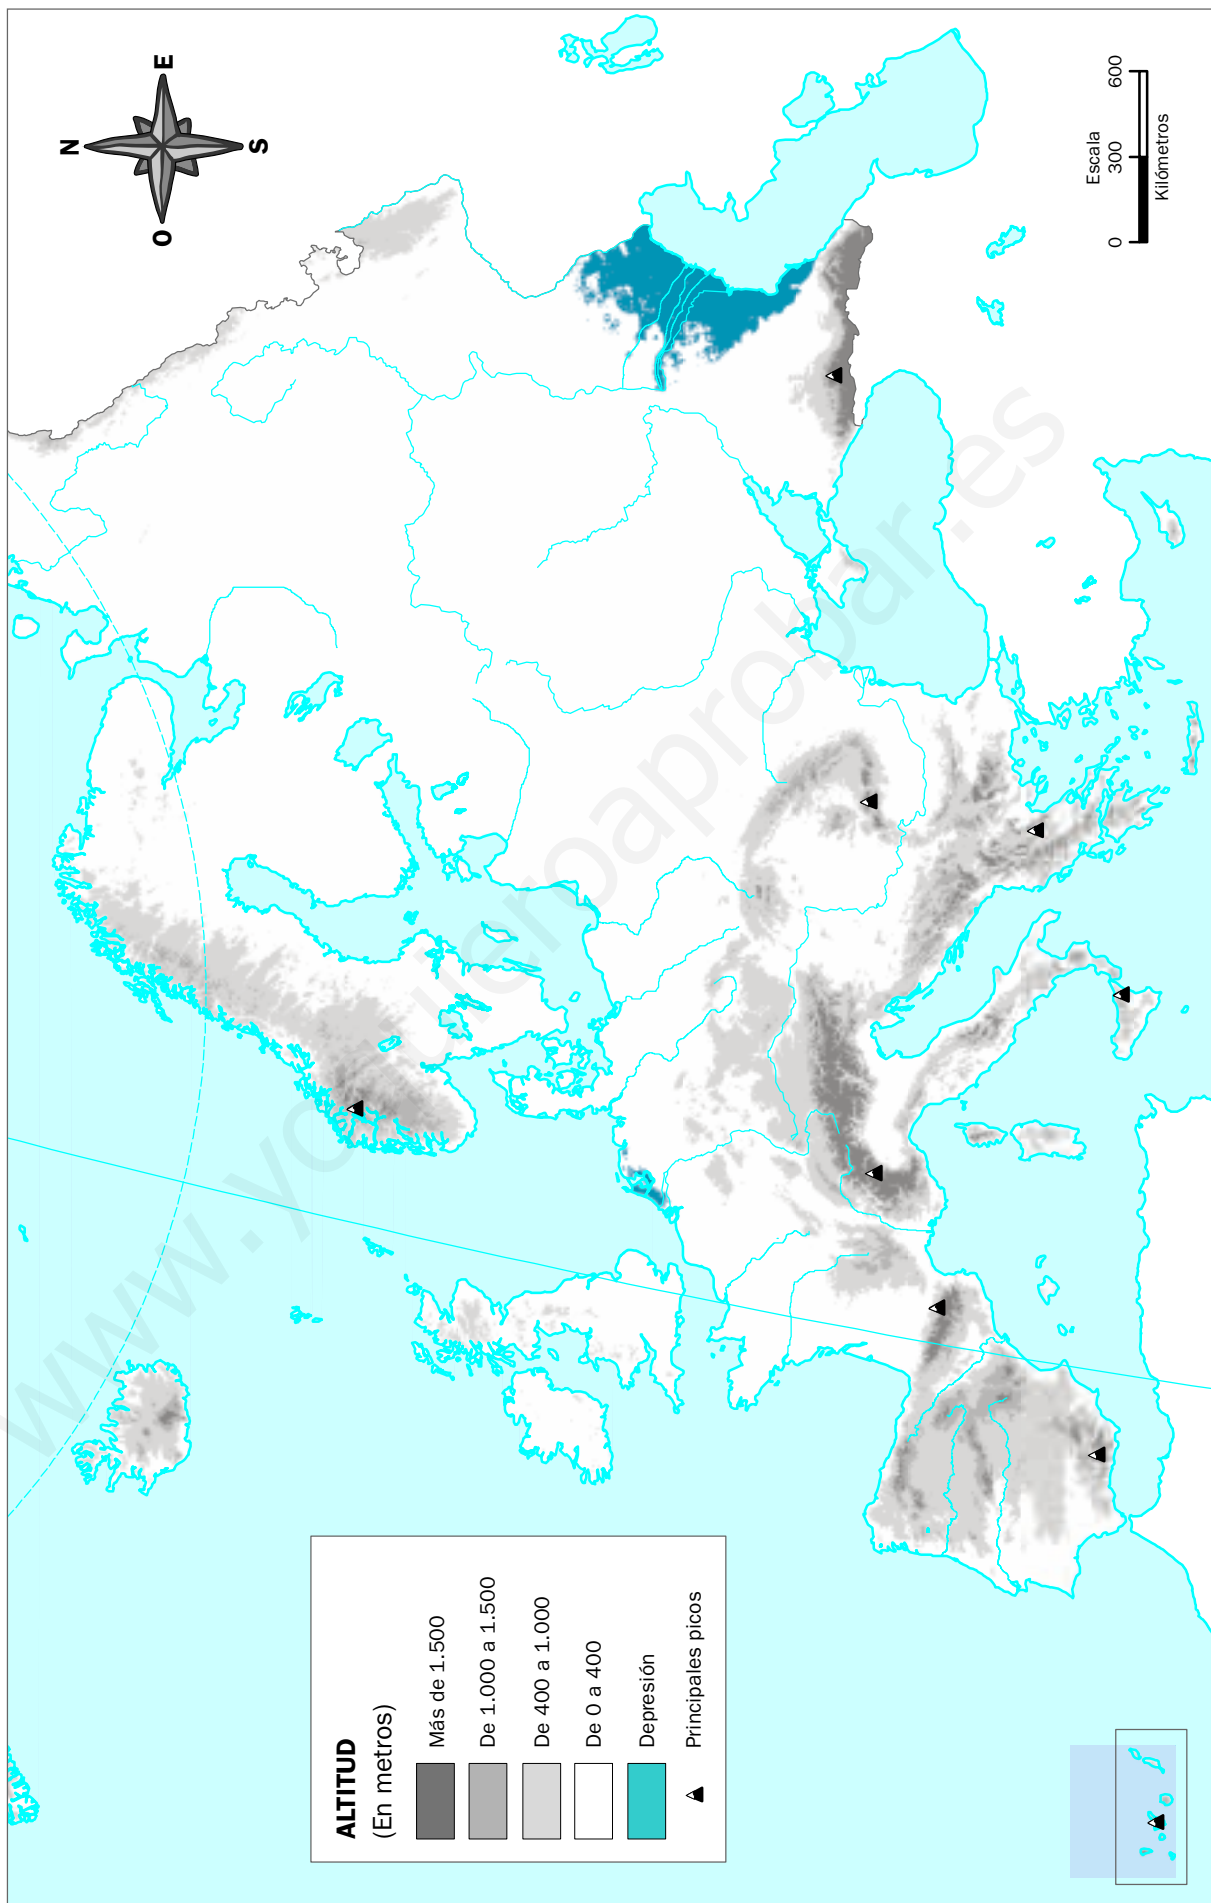 N
O
E
S
ALTITUD
(En metros)
Más de 1.500
De 1.000 a 1.500
De 400 a 1.000
De 0 a 400
Depresión
Principales picos
Escala
0 300 600
Kilómetros
www.yoquieroaprobar.es